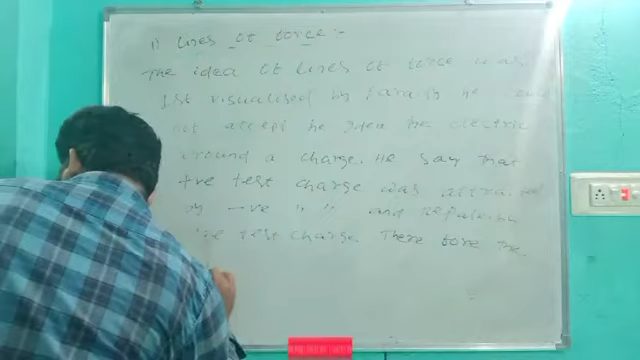 1) Lines of force :-
The idea of Lines of force was
1st visualised by Faraday he could
not accept he idea the electric
around a charge. He say that
+ve test charge was attra
by -ve " " and
+ve test charge. There fore the